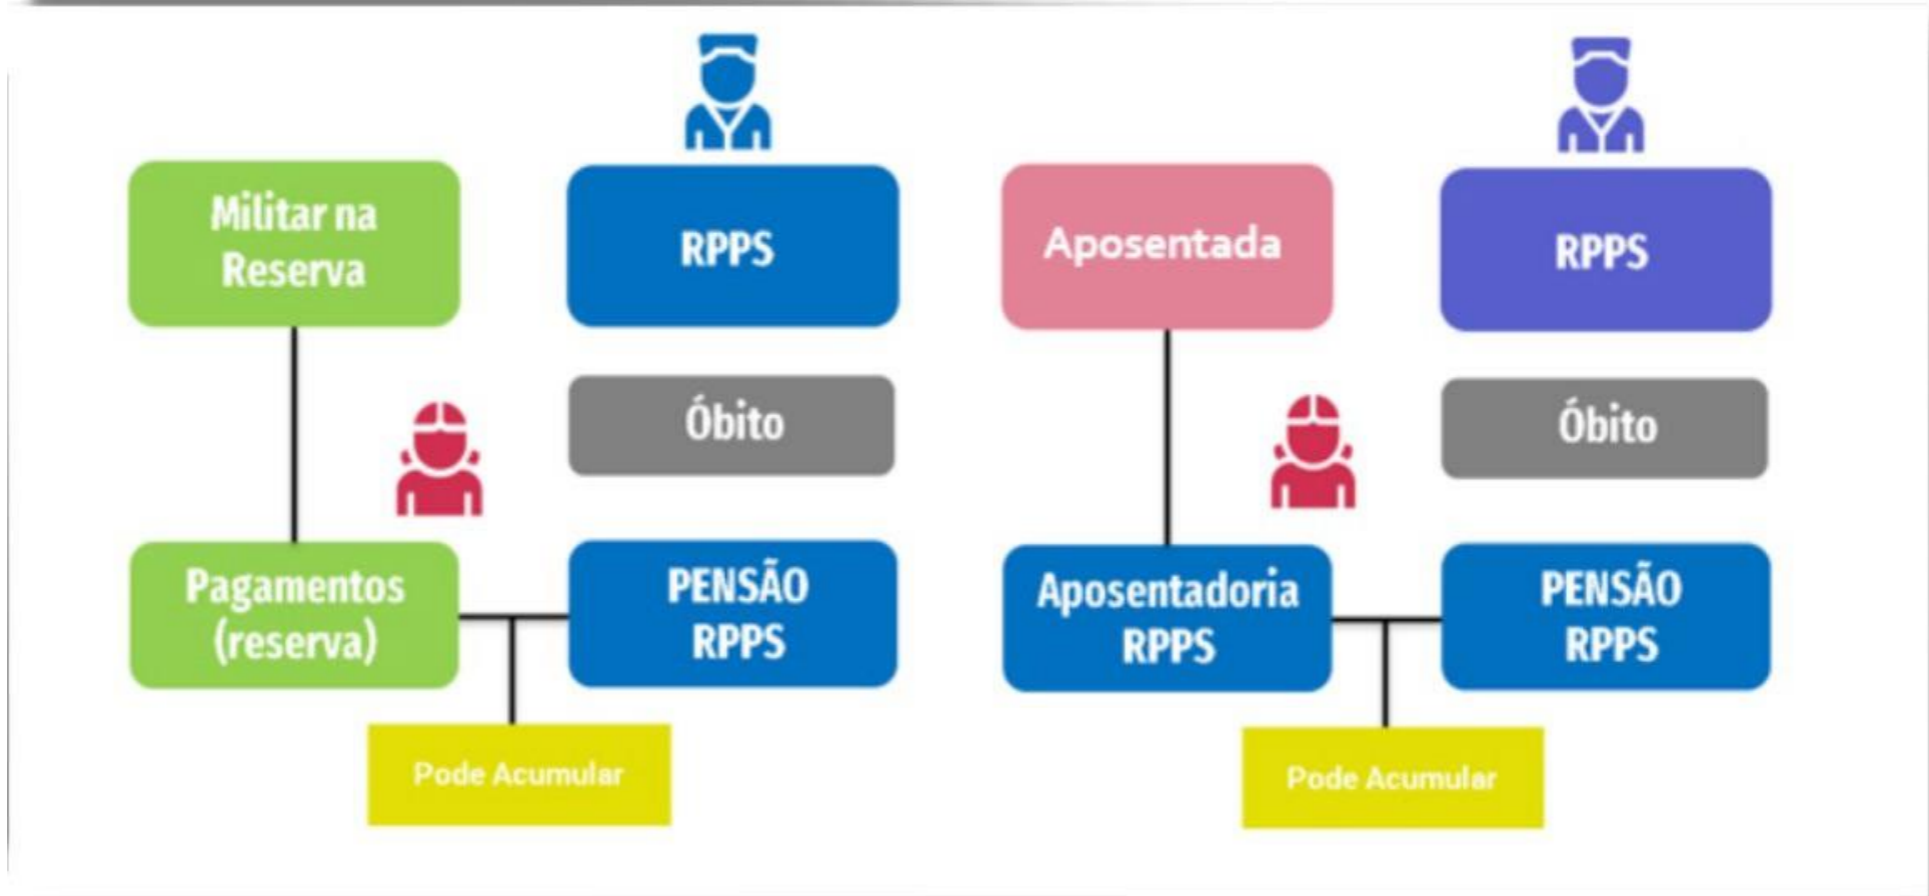 Militar na
Reserva
RPPS
Aposentada
RPPS
Óbito
Óbito
Pagamentos
(reserva)
PENSÃO
RPPS
Aposentadoria
RPPS
PENSÃO
RPPS
Pode Acumular
Pode Acumular